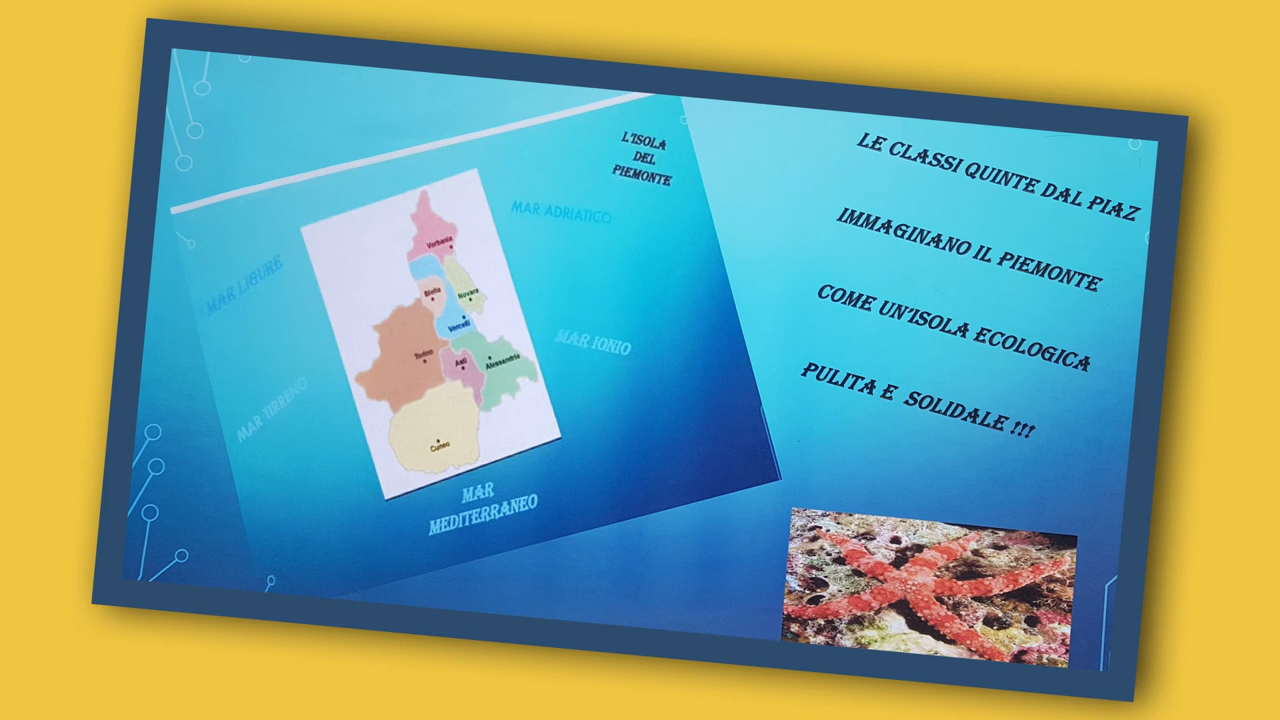 L'ISOLA
DEL
PIEMONTE
MAR ADRIATICO
MAR LIGURE
MAR IONIO
MAR TIRRENO
MAR
MEDITERRANEO
Verbania
Biella
Novara
Vercelli
Torino
Asti
Alessandria
Cuneo
LE CLASSI QUINTE DAL PIAZ
IMMAGINANO IL PIEMONTE
COME UN'ISOLA ECOLOGICA
PULITA E SOLIDALE !!!